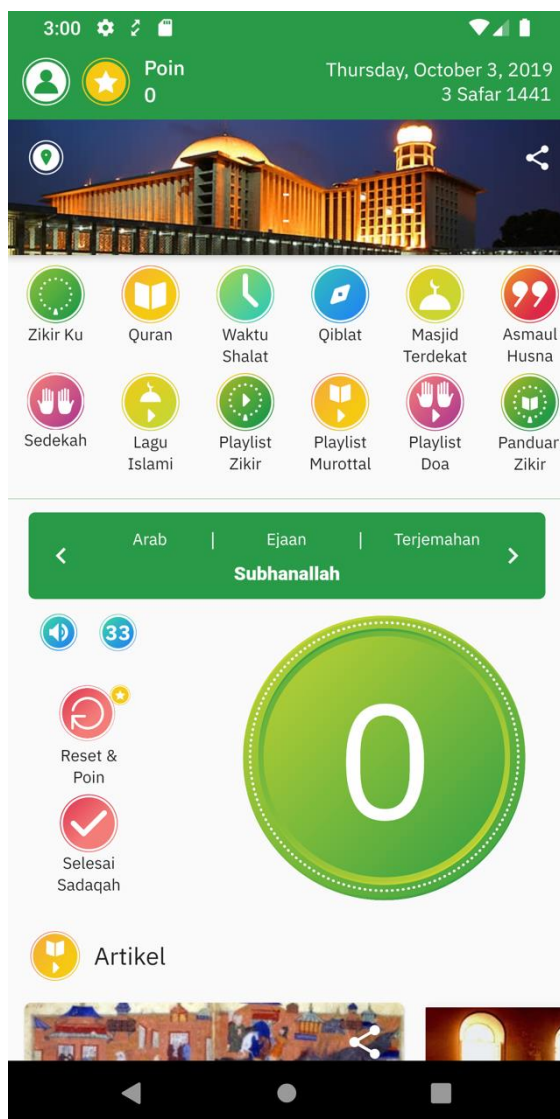 3:00
Poin
0
Thursday, October 3, 2019
3 Safar 1441
Zikir Ku
Quran
Waktu
Shalat
Qiblat
Masjid
Terdekat
Asmaul
Husna
Sedekah
Lagu
Islami
Playlist
Zikir
Playlist
Murottal
Playlist
Doa
Panduan
Zikir
Arab | Ejaan | Terjemahan
Subhanallah
33
0
Reset &
Poin
Selesai
Sadaqah
Artikel